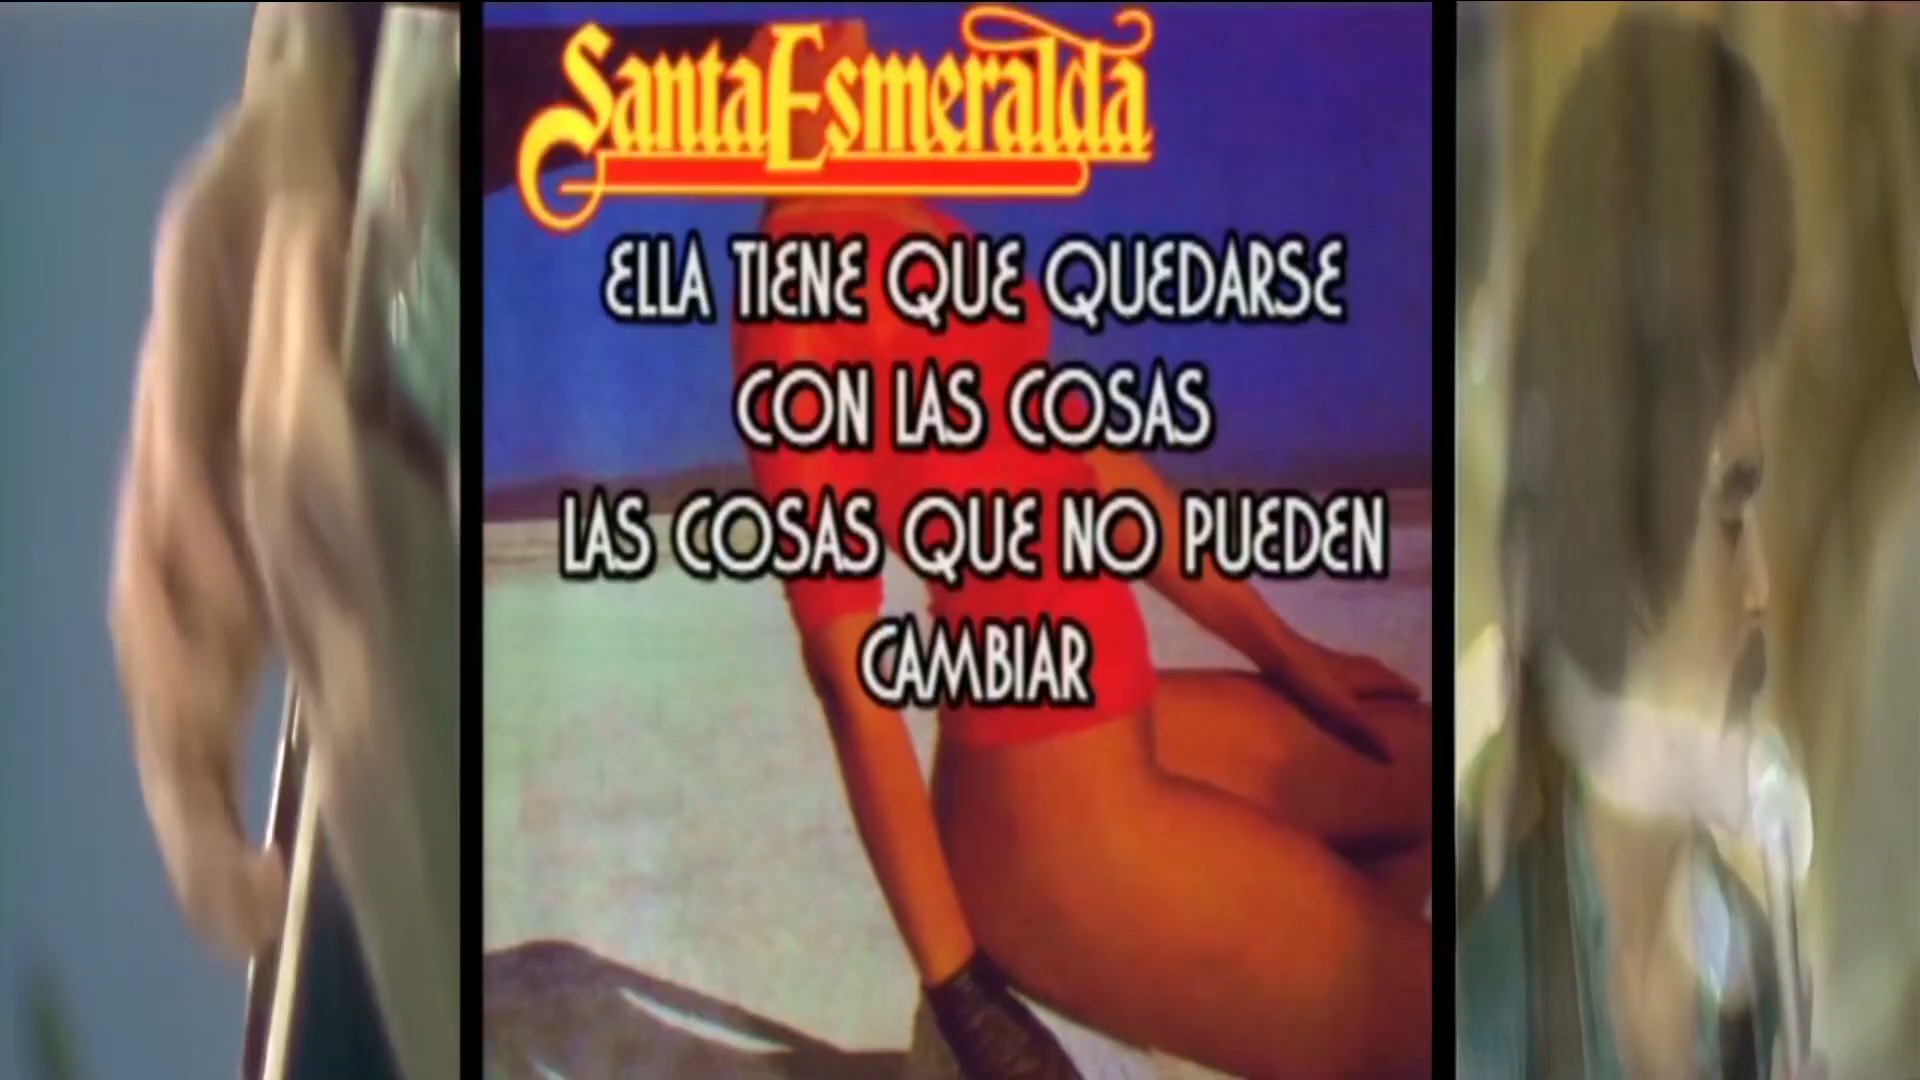 Santa Esmeralda
ELLA TIENE QUE QUEDARSE
CON LAS COSAS
LAS COSAS QUE NO PUEDEN
CAMBIAR